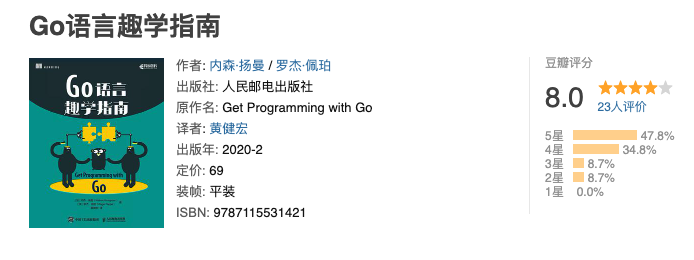 Go语言趣学指南
Go语言
趣学指南
Get Programming with
Go
作者: 内森·扬曼 / 罗杰·佩珀
出版社: 人民邮电出版社
原作名: Get Programming with Go
译者: 黄健宏
出版年: 2020-2
定价: 69
装帧: 平装
ISBN: 9787115531421
豆瓣评分
8.0
23人评价
5星 47.8%
4星 34.8%
3星 8.7%
2星 8.7%
1星 0.0%